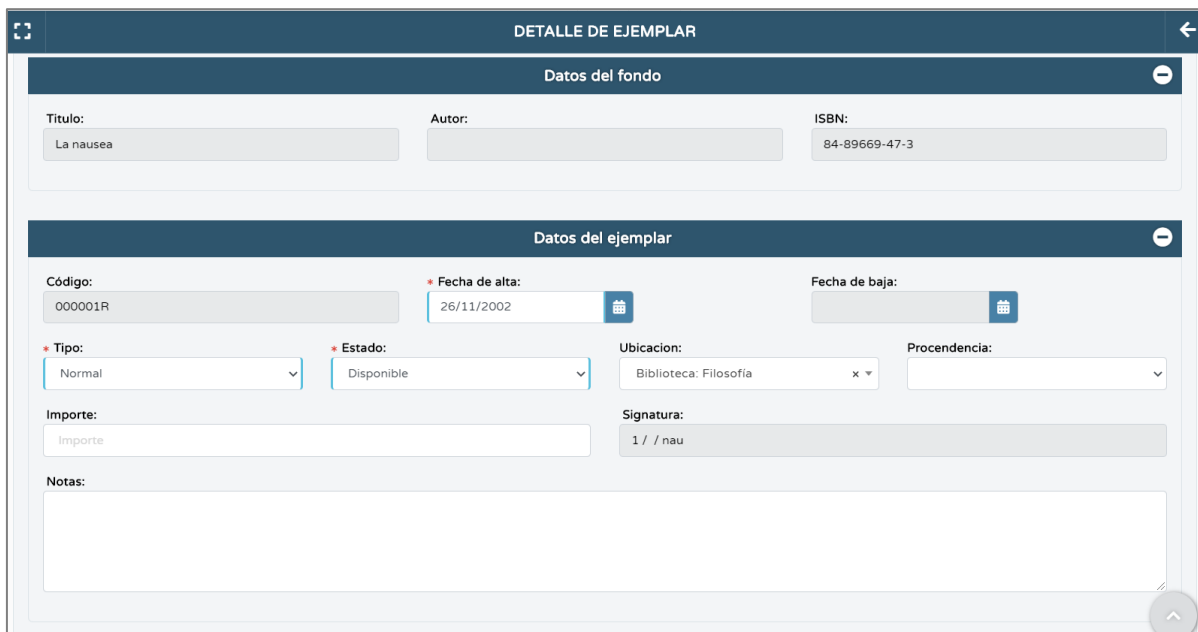 DETALLE DE EJEMPLAR
Datos del fondo
Titulo: Autor: ISBN:
La nausea 84-89669-47-3
Datos del ejemplar
Código: * Fecha de alta: Fecha de baja:
000001R 26/11/2002
* Tipo: * Estado: Ubicacion: Procendencia:
Normal Disponible Biblioteca: Filosofía x
Importe: Signatura:
Importe 1 / / nau
Notas: